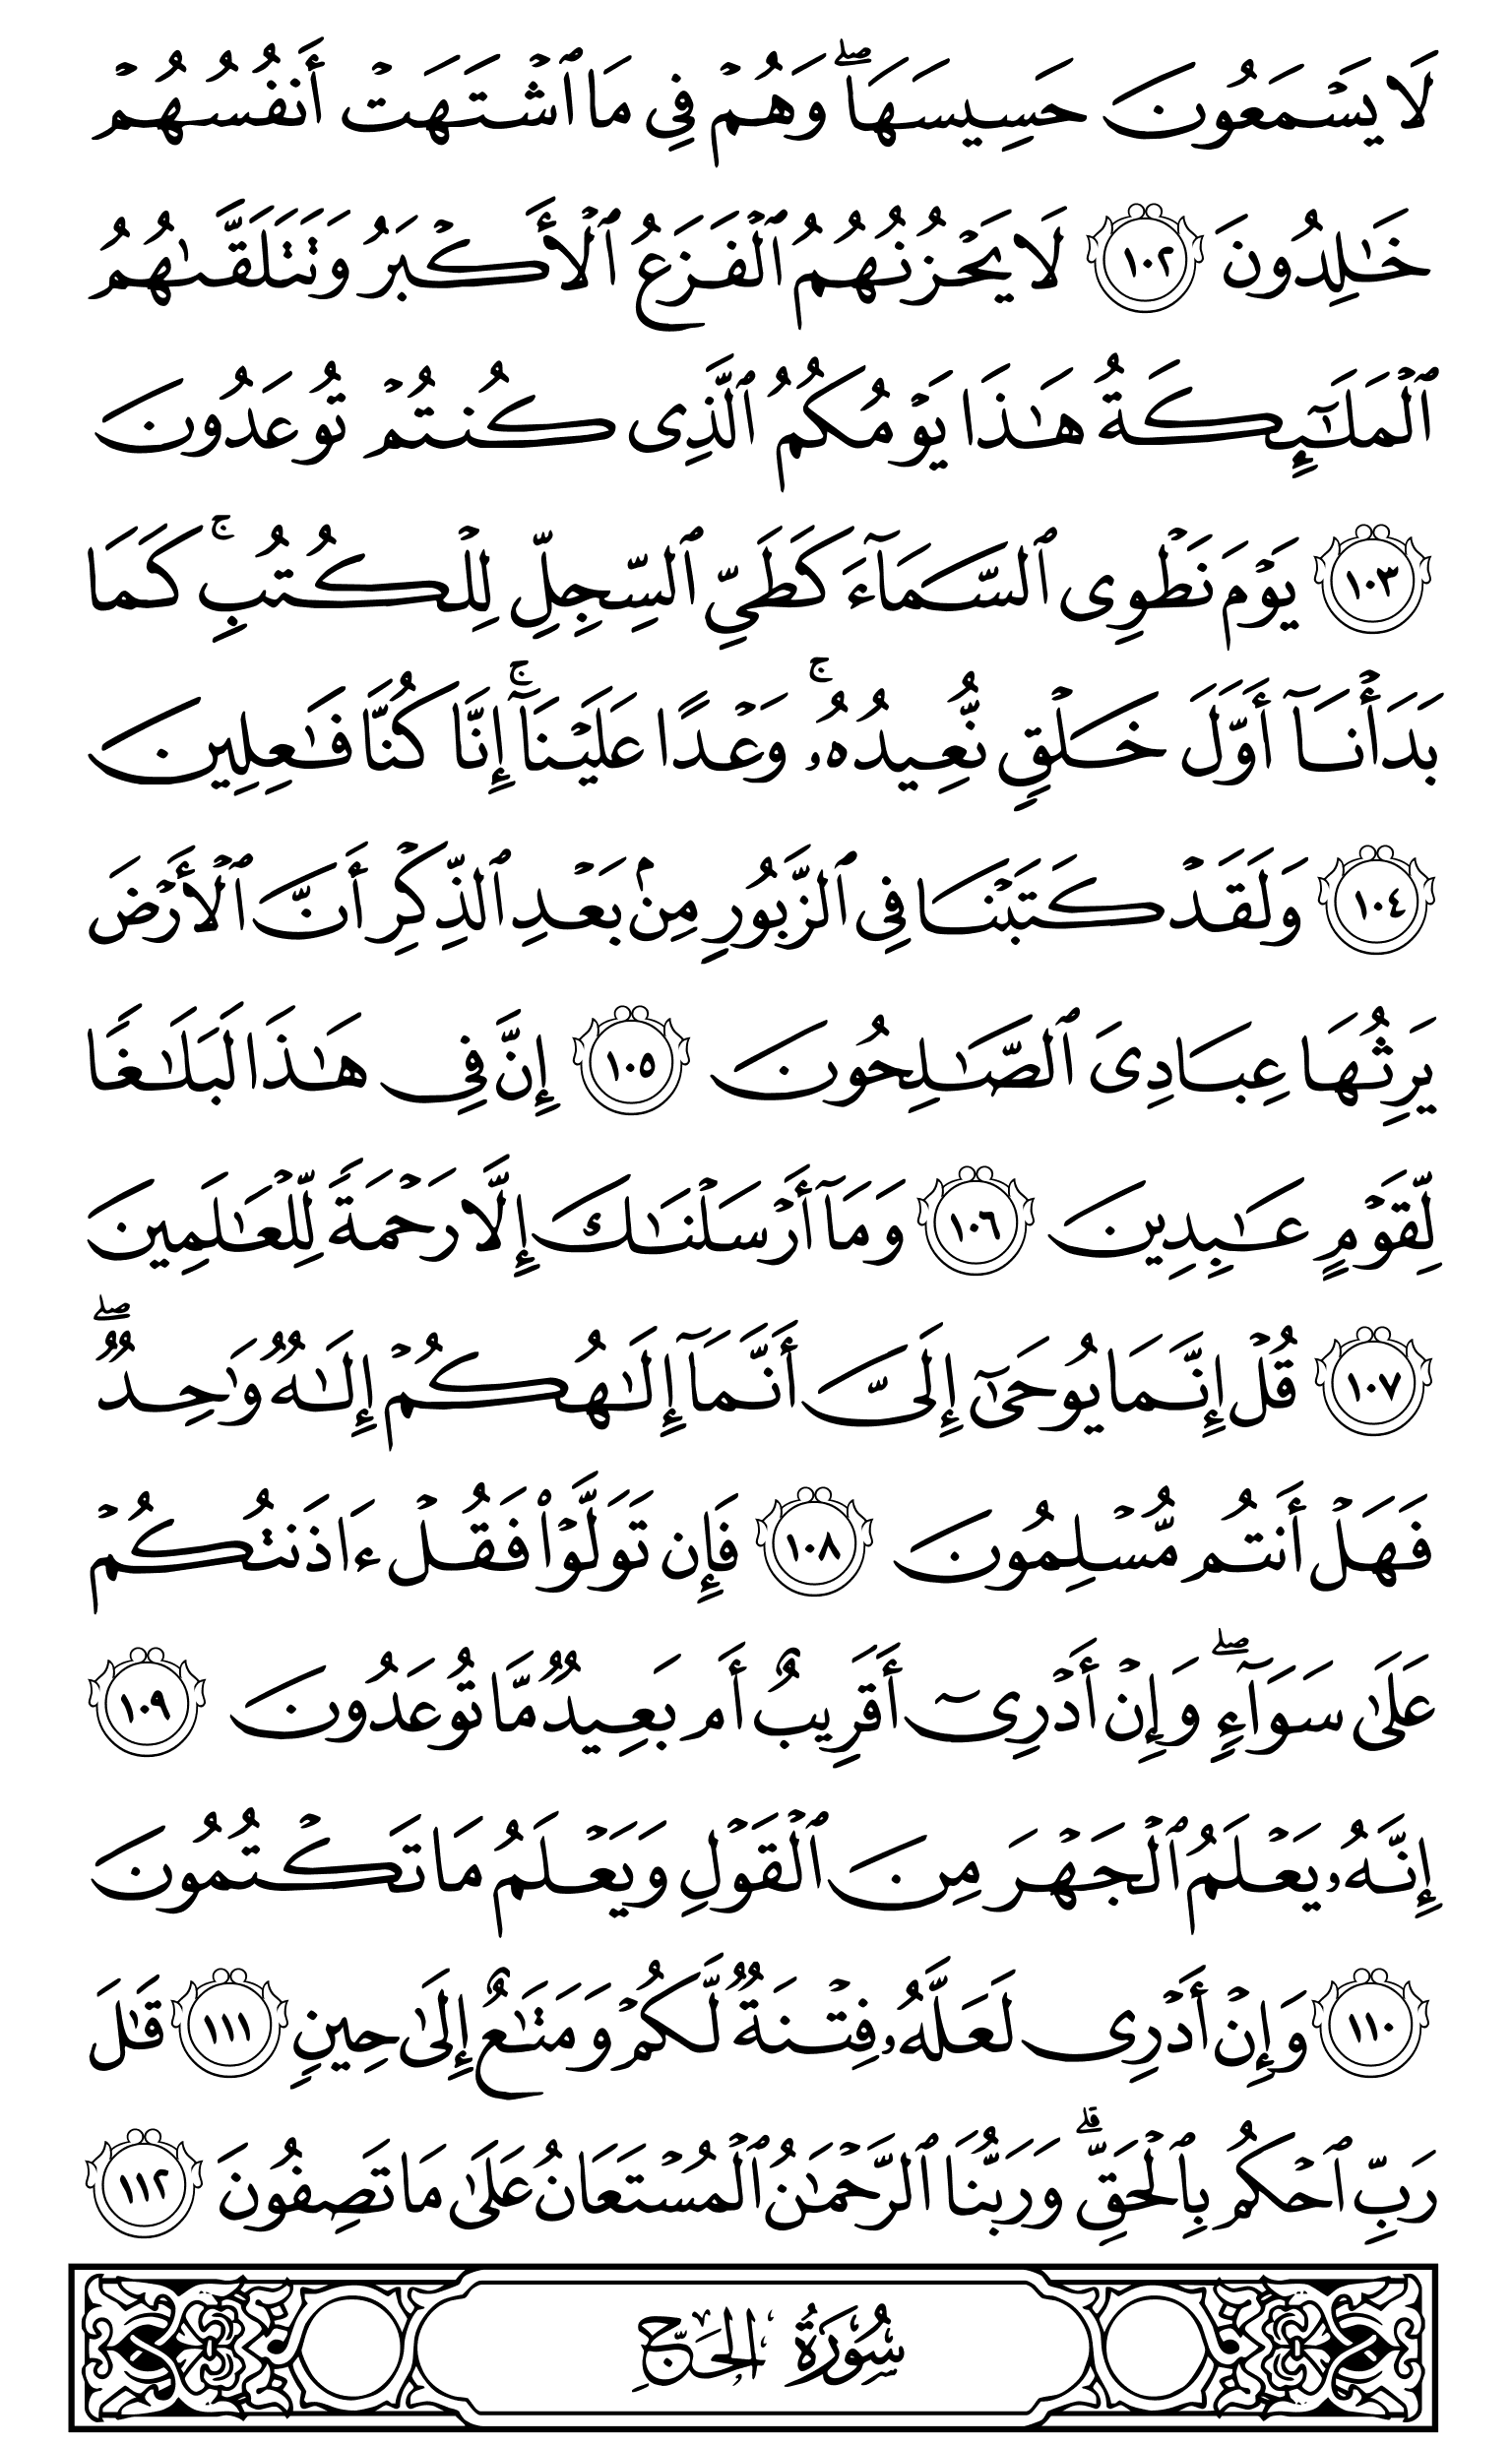 لَا يَسْمَعُونَ حَسِيسَهَاۖ وَهُمْ فِي مَا ٱشْتَهَتْ أَنفُسُهُمْ
خَٰلِدُونَ ١٠٢ لَا يَحْزُنُهُمُ ٱلْفَزَعُ ٱلْأَكْبَرُ وَتَتَلَقَّىٰهُمُ
ٱلْمَلَٰٓئِكَةُ هَٰذَا يَوْمُكُمُ ٱلَّذِى كُنتُمْ تُوعَدُونَ
١٠٣ يَوْمَ نَطْوِى ٱلسَّمَآءَ كَطَىِّ ٱلسِّجِلِّ لِلْكُتُبِۚ كَمَا
بَدَأْنَآ أَوَّلَ خَلْقٍ نُّعِيدُهُۥۚ وَعْدًا عَلَيْنَآۚ إِنَّا كُنَّا فَٰعِلِينَ
١٠٤ وَلَقَدْ كَتَبْنَا فِى ٱلزَّبُورِ مِنۢ بَعْدِ ٱلذِّكْرِ أَنَّ ٱلْأَرْضَ
يَرِثُهَا عِبَادِىَ ٱلصَّٰلِحُونَ ١٠٥ إِنَّ فِى هَٰذَا لَبَلَٰغًا
لِّقَوْمٍ عَٰبِدِينَ ١٠٦ وَمَآ أَرْسَلْنَٰكَ إِلَّا رَحْمَةً لِّلْعَٰلَمِينَ
١٠٧ قُلْ إِنَّمَا يُوحَىٰٓ إِلَىَّ أَنَّمَآ إِلَٰهُكُمْ إِلَٰهٌ وَٰحِدٌۖ
فَهَلْ أَنتُم مُّسْلِمُونَ ١٠٨ فَإِن تَوَلَّوْا۟ فَقُلْ ءَاذَنتُكُمْ
عَلَىٰ سَوَآءٍۖ وَإِنْ أَدْرِىٓ أَقَرِيبٌ أَم بَعِيدٌ مَّا تُوعَدُونَ ١٠٩
إِنَّهُۥ يَعْلَمُ ٱلْجَهْرَ مِنَ ٱلْقَوْلِ وَيَعْلَمُ مَا تَكْتُمُونَ
١١٠ وَإِنْ أَدْرِى لَعَلَّهُۥ فِتْنَةٌ لَّكُمْ وَمَتَٰعٌ إِلَىٰ حِينٍ ١١١ قَٰلَ
رَبِّ ٱحْكُم بِٱلْحَقِّۗ وَرَبُّنَا ٱلرَّحْمَٰنُ ٱلْمُسْتَعَانُ عَلَىٰ مَا تَصِفُونَ ١١٢
سُورَةُ الحَجِّ